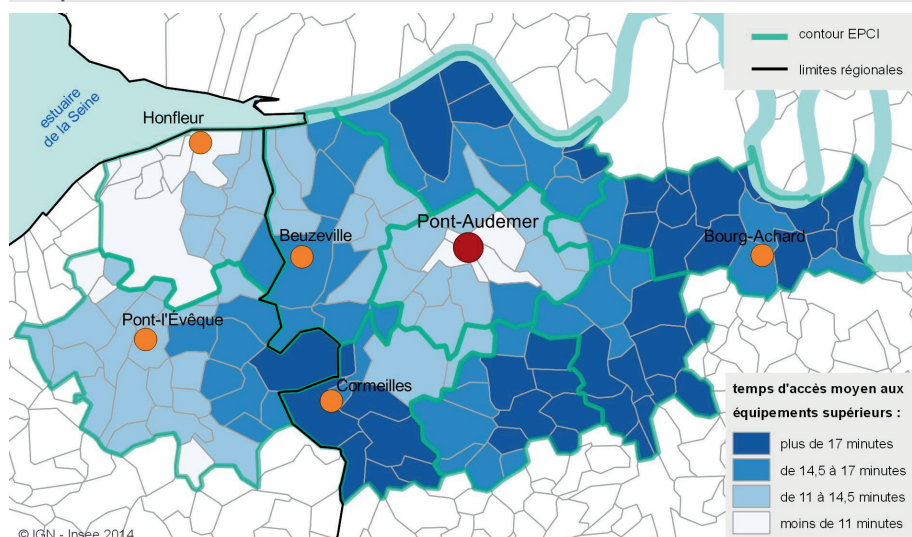 contour EPCI
limites régionales
estuaire
de la Seine
Honfleur
Pont-Audemer
Beuzeville
Bourg-Achard
Pont-l'Évêque
Cormeilles
temps d'accès moyen aux
équipements supérieurs :
plus de 17 minutes
de 14,5 à 17 minutes
de 11 à 14,5 minutes
moins de 11 minutes
© IGN - Insee 2014